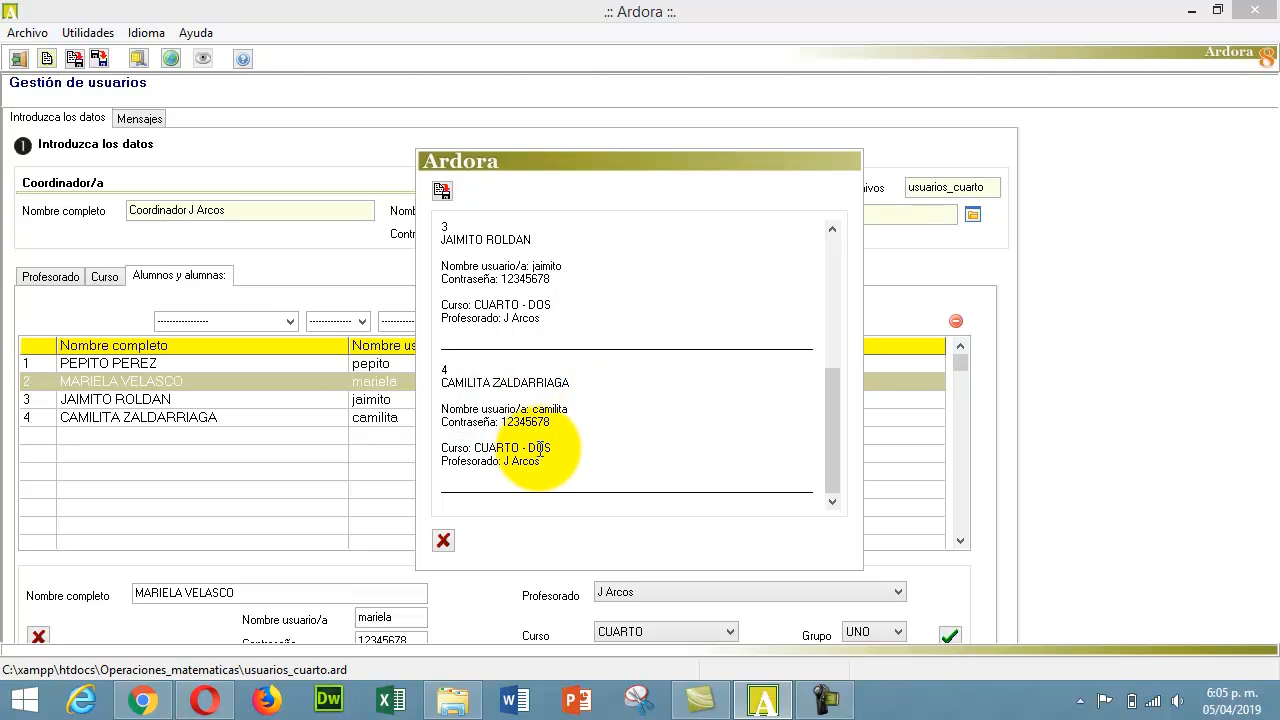 .:: Ardora ::.
Archivo Utilidades Idioma Ayuda
Ardora 8
Gestión de usuarios
Introduzca los datos Mensajes
1 Introduzca los datos
Coordinador/a
Nombre completo Coordinador J Arcos
usuarios_cuarto
Profesorado Curso Alumnos y alumnas:
Nombre completo
1 PEPITO PEREZ pepito
2 MARIELA VELASCO mariela
3 JAIMITO ROLDAN jaimito
4 CAMILITA ZALDARRIAGA camilita
Ardora
3
JAIMITO ROLDAN
Nombre usuario/a: jaimito
Contraseña: 12345678
Curso: CUARTO - DOS
Profesorado: J Arcos
4
CAMILITA ZALDARRIAGA
Nombre usuario/a: camilita
Contraseña: 12345678
Curso: CUARTO - DOS
Profesorado: J Arcos
Nombre completo MARIELA VELASCO
Profesorado J Arcos
Nombre usuario/a mariela
Contraseña 12345678
Curso CUARTO Grupo UNO
C:\xampp\htdocs\Operaciones_matematicas\usuarios_cuarto.ard
6:05 p. m.
05/04/2019